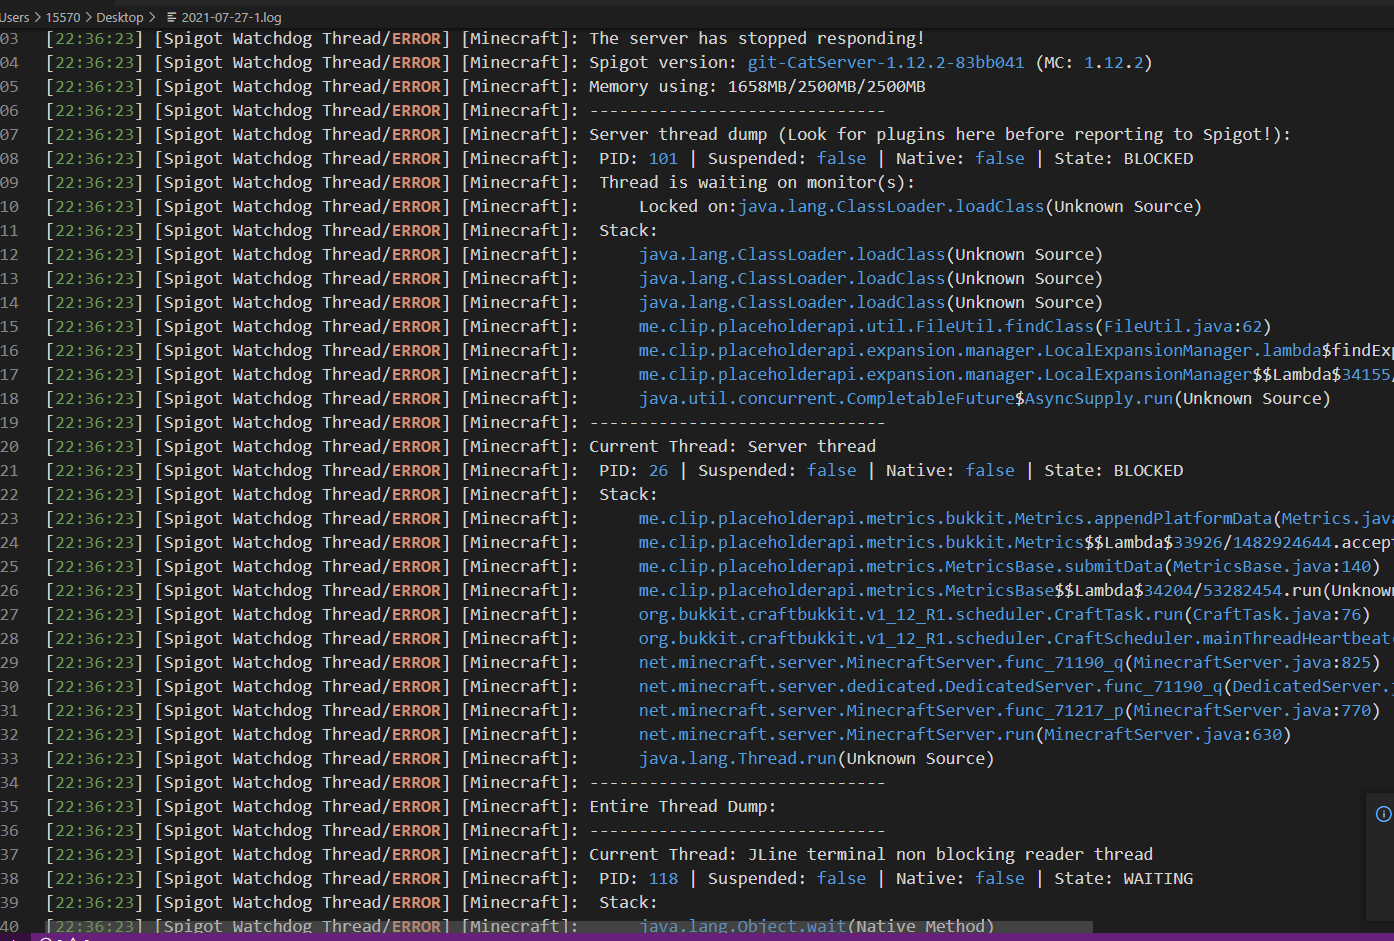 Users > 15570 > Desktop > 2021-07-27-1.log
03 [22:36:23] [Spigot Watchdog Thread/ERROR] [Minecraft]: The server has stopped responding!
04 [22:36:23] [Spigot Watchdog Thread/ERROR] [Minecraft]: Spigot version: git-CatServer-1.12.2-83bb041 (MC: 1.12.2)
05 [22:36:23] [Spigot Watchdog Thread/ERROR] [Minecraft]: Memory using: 1658MB/2500MB/2500MB
06 [22:36:23] [Spigot Watchdog Thread/ERROR] [Minecraft]: ------------------------------
07 [22:36:23] [Spigot Watchdog Thread/ERROR] [Minecraft]: Server thread dump (Look for plugins here before reporting to Spigot!):
08 [22:36:23] [Spigot Watchdog Thread/ERROR] [Minecraft]: PID: 101 | Suspended: false | Native: false | State: BLOCKED
09 [22:36:23] [Spigot Watchdog Thread/ERROR] [Minecraft]: Thread is waiting on monitor(s):
10 [22:36:23] [Spigot Watchdog Thread/ERROR] [Minecraft]: Locked on:java.lang.ClassLoader.loadClass(Unknown Source)
11 [22:36:23] [Spigot Watchdog Thread/ERROR] [Minecraft]: Stack:
12 [22:36:23] [Spigot Watchdog Thread/ERROR] [Minecraft]: java.lang.ClassLoader.loadClass(Unknown Source)
13 [22:36:23] [Spigot Watchdog Thread/ERROR] [Minecraft]: java.lang.ClassLoader.loadClass(Unknown Source)
14 [22:36:23] [Spigot Watchdog Thread/ERROR] [Minecraft]: java.lang.ClassLoader.loadClass(Unknown Source)
15 [22:36:23] [Spigot Watchdog Thread/ERROR] [Minecraft]: me.clip.placeholderapi.util.FileUtil.findClass(FileUtil.java:62)
16 [22:36:23] [Spigot Watchdog Thread/ERROR] [Minecraft]: me.clip.placeholderapi.expansion.manager.LocalExpansionManager.lambda$findExp
17 [22:36:23] [Spigot Watchdog Thread/ERROR] [Minecraft]: me.clip.placeholderapi.expansion.manager.LocalExpansionManager$$Lambda$34155/
18 [22:36:23] [Spigot Watchdog Thread/ERROR] [Minecraft]: java.util.concurrent.CompletableFuture$AsyncSupply.run(Unknown Source)
19 [22:36:23] [Spigot Watchdog Thread/ERROR] [Minecraft]: ------------------------------
20 [22:36:23] [Spigot Watchdog Thread/ERROR] [Minecraft]: Current Thread: Server thread
21 [22:36:23] [Spigot Watchdog Thread/ERROR] [Minecraft]: PID: 26 | Suspended: false | Native: false | State: BLOCKED
22 [22:36:23] [Spigot Watchdog Thread/ERROR] [Minecraft]: Stack:
23 [22:36:23] [Spigot Watchdog Thread/ERROR] [Minecraft]: me.clip.placeholderapi.metrics.bukkit.Metrics.appendPlatformData(Metrics.java
24 [22:36:23] [Spigot Watchdog Thread/ERROR] [Minecraft]: me.clip.placeholderapi.metrics.bukkit.Metrics$$Lambda$33926/1482924644.accept
25 [22:36:23] [Spigot Watchdog Thread/ERROR] [Minecraft]: me.clip.placeholderapi.metrics.MetricsBase.submitData(MetricsBase.java:140)
26 [22:36:23] [Spigot Watchdog Thread/ERROR] [Minecraft]: me.clip.placeholderapi.metrics.MetricsBase$$Lambda$34204/53282454.run(Unknown
27 [22:36:23] [Spigot Watchdog Thread/ERROR] [Minecraft]: org.bukkit.craftbukkit.v1_12_R1.scheduler.CraftTask.run(CraftTask.java:76)
28 [22:36:23] [Spigot Watchdog Thread/ERROR] [Minecraft]: org.bukkit.craftbukkit.v1_12_R1.scheduler.CraftScheduler.mainThreadHeartbeat
29 [22:36:23] [Spigot Watchdog Thread/ERROR] [Minecraft]: net.minecraft.server.MinecraftServer.func_71190_q(MinecraftServer.java:825)
30 [22:36:23] [Spigot Watchdog Thread/ERROR] [Minecraft]: net.minecraft.server.dedicated.DedicatedServer.func_71190_q(DedicatedServer.j
31 [22:36:23] [Spigot Watchdog Thread/ERROR] [Minecraft]: net.minecraft.server.MinecraftServer.func_71217_p(MinecraftServer.java:770)
32 [22:36:23] [Spigot Watchdog Thread/ERROR] [Minecraft]: net.minecraft.server.MinecraftServer.run(MinecraftServer.java:630)
33 [22:36:23] [Spigot Watchdog Thread/ERROR] [Minecraft]: java.lang.Thread.run(Unknown Source)
34 [22:36:23] [Spigot Watchdog Thread/ERROR] [Minecraft]: ------------------------------
35 [22:36:23] [Spigot Watchdog Thread/ERROR] [Minecraft]: Entire Thread Dump:
36 [22:36:23] [Spigot Watchdog Thread/ERROR] [Minecraft]: ------------------------------
37 [22:36:23] [Spigot Watchdog Thread/ERROR] [Minecraft]: Current Thread: JLine terminal non blocking reader thread
38 [22:36:23] [Spigot Watchdog Thread/ERROR] [Minecraft]: PID: 118 | Suspended: false | Native: false | State: WAITING
39 [22:36:23] [Spigot Watchdog Thread/ERROR] [Minecraft]: Stack:
40 [22:36:23] [Spigot Watchdog Thread/ERROR] [Minecraft]: java.lang.Object.wait(Native Method)